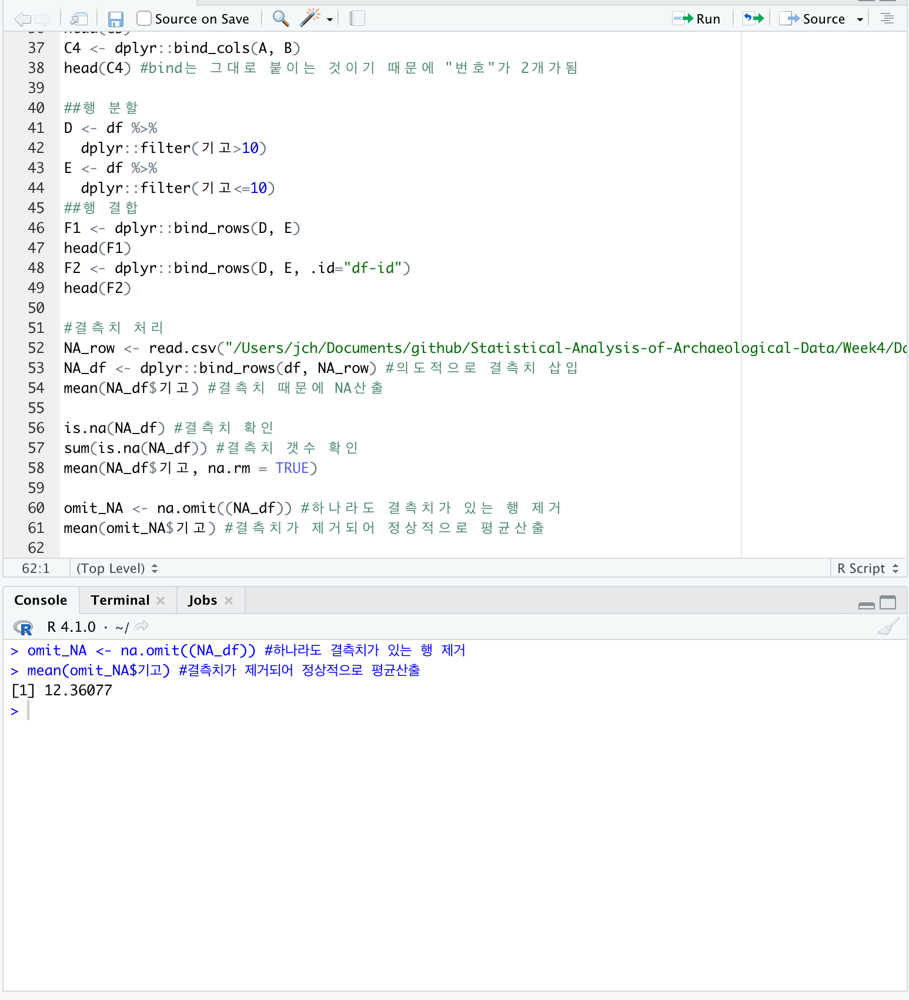 Source on Save
Run
Source
37 C4 <- dplyr::bind_cols(A, B)
38 head(C4) #bind는 그대로 붙이는 것이기 때문에 "번호"가 2개가됨
39
40 ##행 분할
41 D <- df %>%
42   dplyr::filter(기고>10)
43 E <- df %>%
44   dplyr::filter(기고<=10)
45 ##행 결합
46 F1 <- dplyr::bind_rows(D, E)
47 head(F1)
48 F2 <- dplyr::bind_rows(D, E, .id="df-id")
49 head(F2)
50
51 #결측치 처리
52 NA_row <- read.csv("/Users/jch/Documents/github/Statistical-Analysis-of-Archaeological-Data/Week4/Da
53 NA_df <- dplyr::bind_rows(df, NA_row) #의도적으로 결측치 삽입
54 mean(NA_df$기고) #결측치 때문에 NA산출
55
56 is.na(NA_df) #결측치 확인
57 sum(is.na(NA_df)) #결측치 갯수 확인
58 mean(NA_df$기고, na.rm = TRUE)
59
60 omit_NA <- na.omit((NA_df)) #하나라도 결측치가 있는 행 제거
61 mean(omit_NA$기고) #결측치가 제거되어 정상적으로 평균산출
62
62:1 (Top Level) R Script
Console Terminal Jobs
R R 4.1.0 · ~/
> omit_NA <- na.omit((NA_df)) #하나라도 결측치가 있는 행 제거
> mean(omit_NA$기고) #결측치가 제거되어 정상적으로 평균산출
[1] 12.36077
>